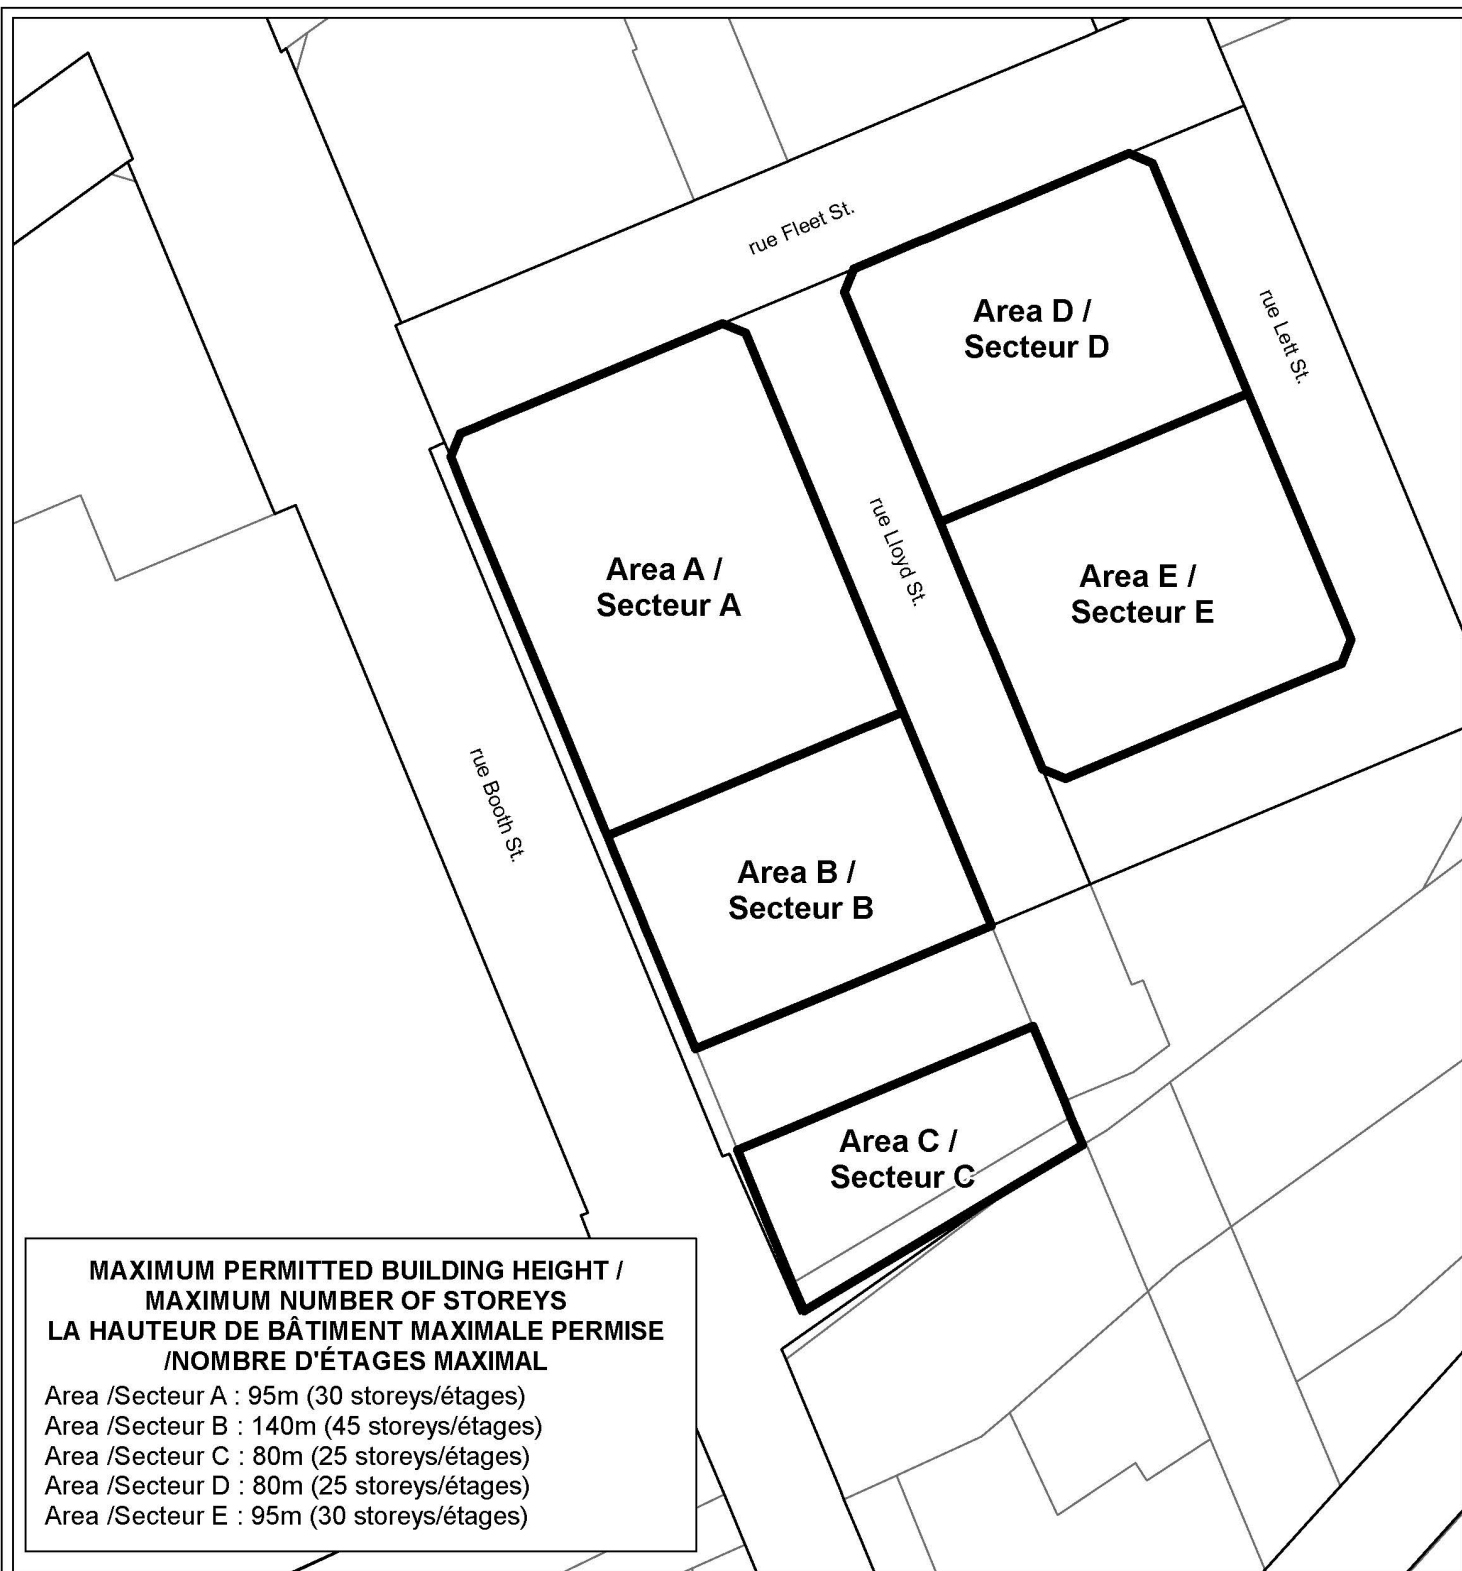 rue Fleet St.
Area D /
Secteur D
rue Lett St.
Area A /
Secteur A
rue Lloyd St.
Area E /
Secteur E
rue Booth St.
Area B /
Secteur B
Area C /
Secteur C
MAXIMUM PERMITTED BUILDING HEIGHT /
MAXIMUM NUMBER OF STOREYS
LA HAUTEUR DE BÂTIMENT MAXIMALE PERMISE
/NOMBRE D'ÉTAGES MAXIMAL
Area /Secteur A : 95m (30 storeys/étages)
Area /Secteur B : 140m (45 storeys/étages)
Area /Secteur C : 80m (25 storeys/étages)
Area /Secteur D : 80m (25 storeys/étages)
Area /Secteur E : 95m (30 storeys/étages)